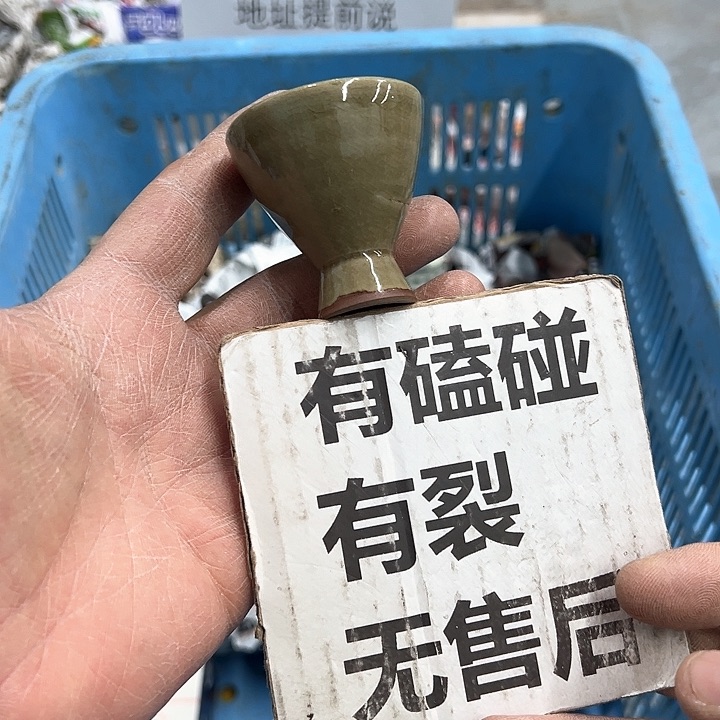 地址提前说
有磕碰
有裂
无售后